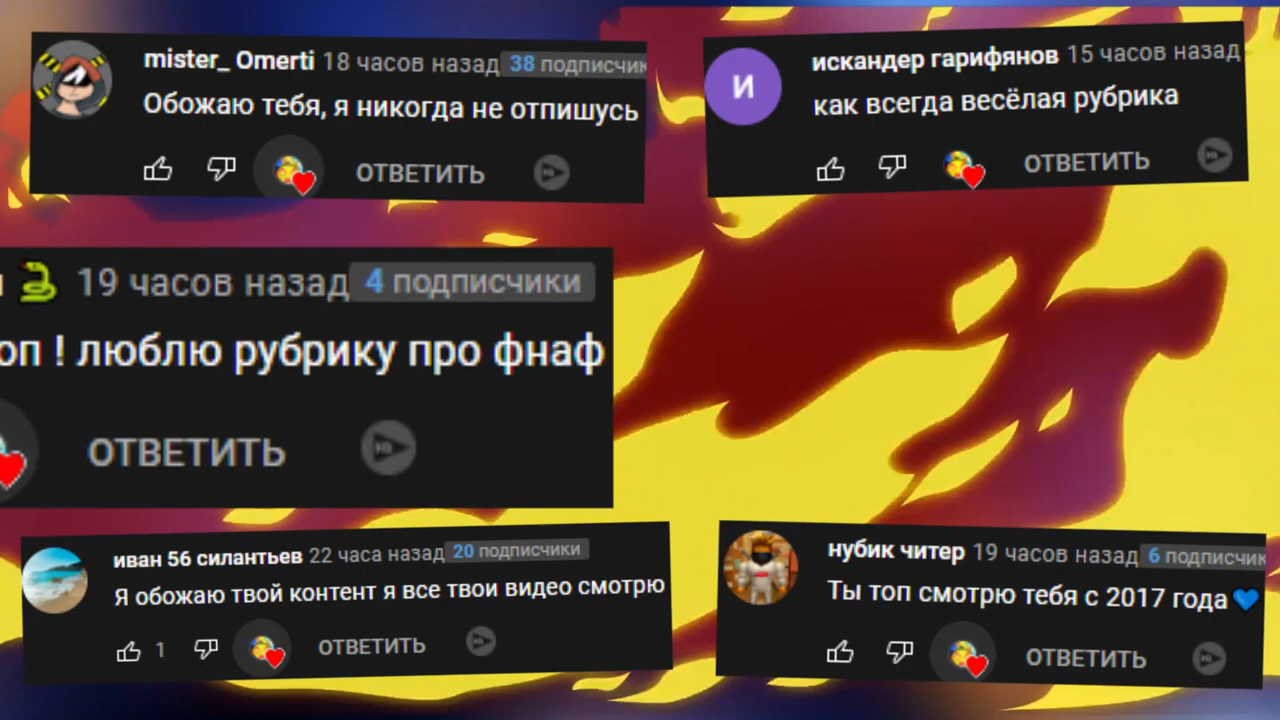 mister_ Omerti 18 часов назад 38 подписчик
Обожаю тебя, я никогда не отпишусь
ОТВЕТИТЬ
искандер гарифянов 15 часов назад
как всегда весёлая рубрика
И
ОТВЕТИТЬ
19 часов назад 4 подписчики
оп ! люблю рубрику про фнаф
ОТВЕТИТЬ
иван 56 силантьев 22 часа назад 20 подписчики
Я обожаю твой контент я все твои видео смотрю
1 ОТВЕТИТЬ
нубик читер 19 часов назад 6 подписчик
Ты топ смотрю тебя с 2017 года💙
ОТВЕТИТЬ